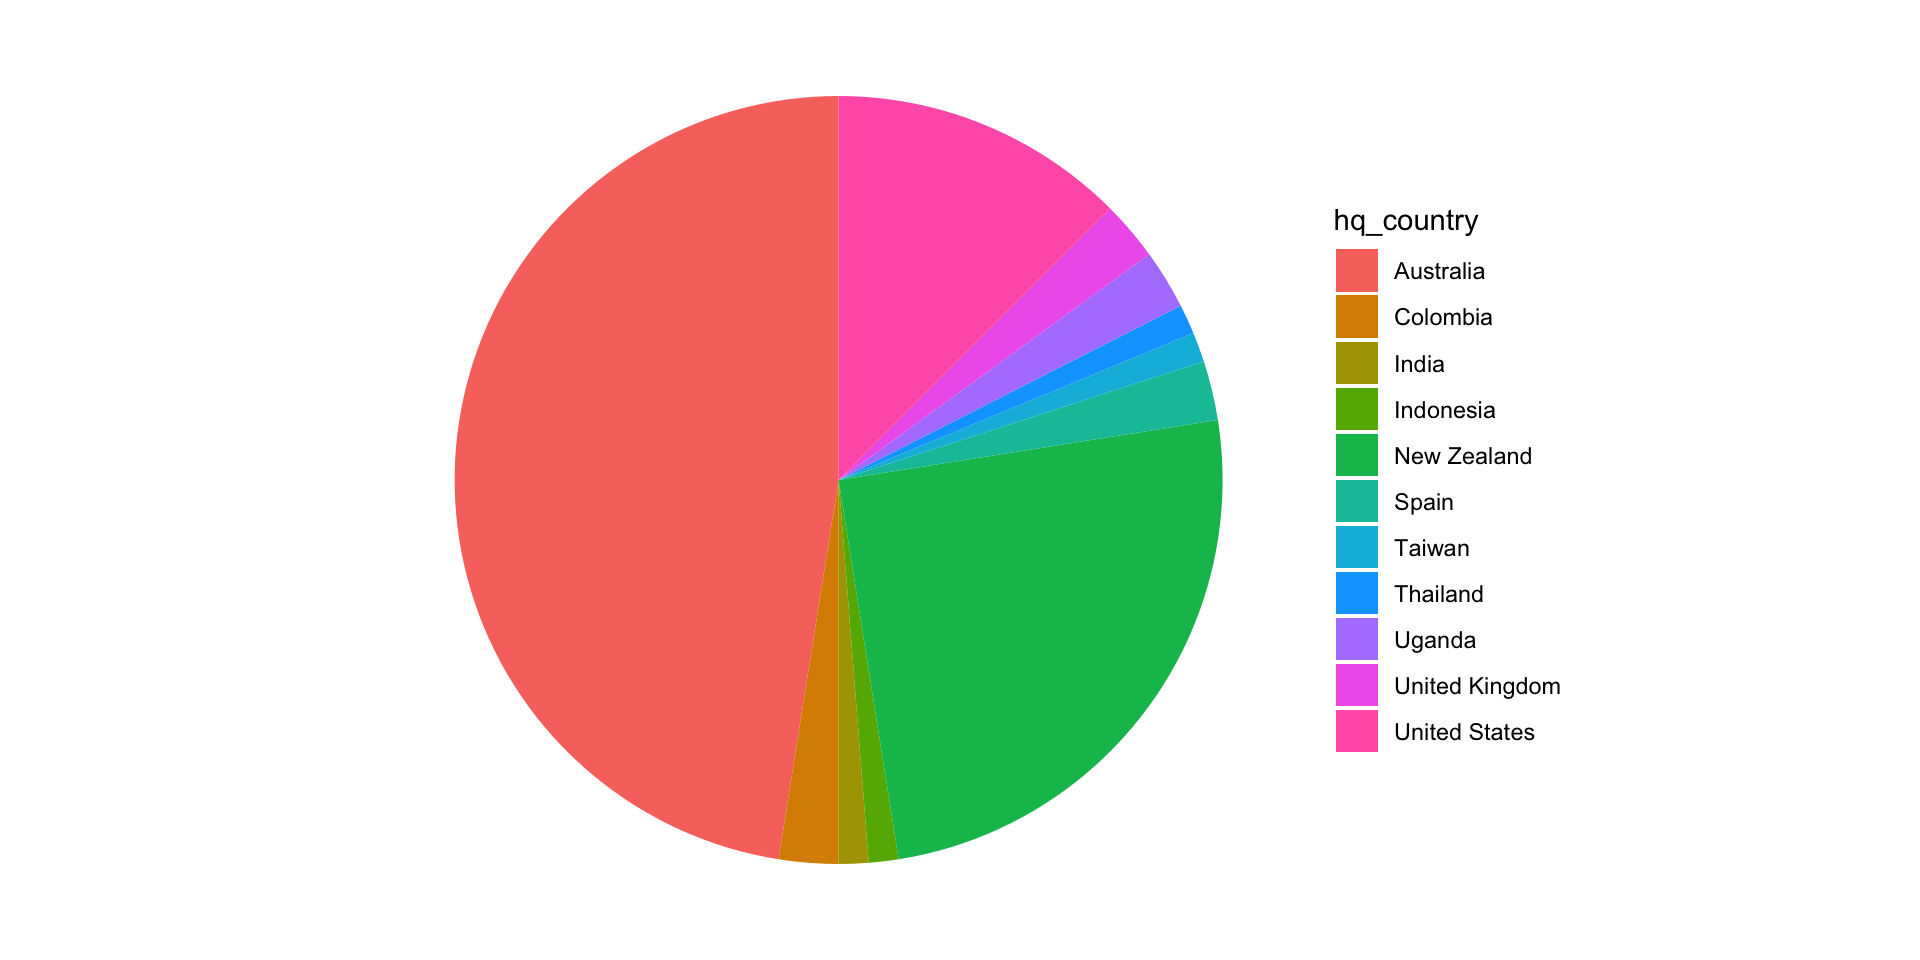 hq_country
Australia
Colombia
India
Indonesia
New Zealand
Spain
Taiwan
Thailand
Uganda
United Kingdom
United States